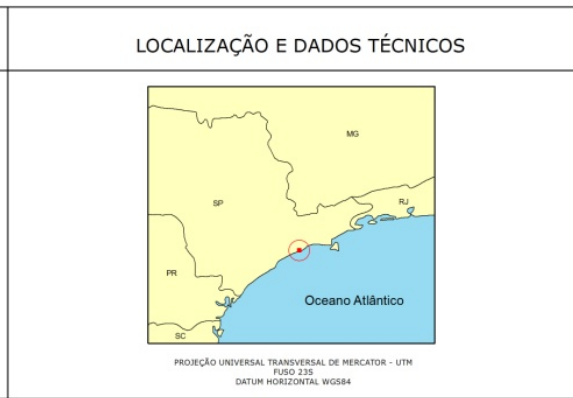 LOCALIZAÇÃO E DADOS TÉCNICOS
MG
SP
RJ
PR
Oceano Atlântico
SC
PROJEÇÃO UNIVERSAL TRANSVERSAL DE MERCATOR - UTM
FUSO 23S
DATUM HORIZONTAL WGS84